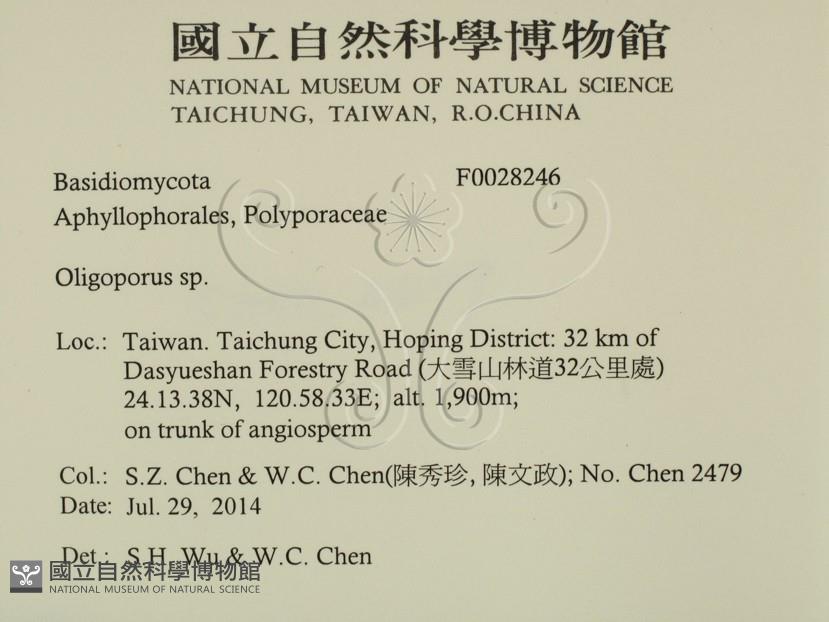 國立自然科學博物館
NATIONAL MUSEUM OF NATURAL SCIENCE
TAICHUNG, TAIWAN, R.O.CHINA
Basidiomycota F0028246
Aphyllophorales, Polyporaceae
Oligoporus sp.
Loc.: Taiwan. Taichung City, Hoping District: 32 km of
Dasyueshan Forestry Road (大雪山林道32公里處)
24.13.38N, 120.58.33E; alt. 1,900m;
on trunk of angiosperm
Col.: S.Z. Chen & W.C. Chen(陳秀珍, 陳文政); No. Chen 2479
Date: Jul. 29, 2014
Det.: S.H. Wu & W.C. Chen
國立自然科學博物館
NATIONAL MUSEUM OF NATURAL SCIENCE